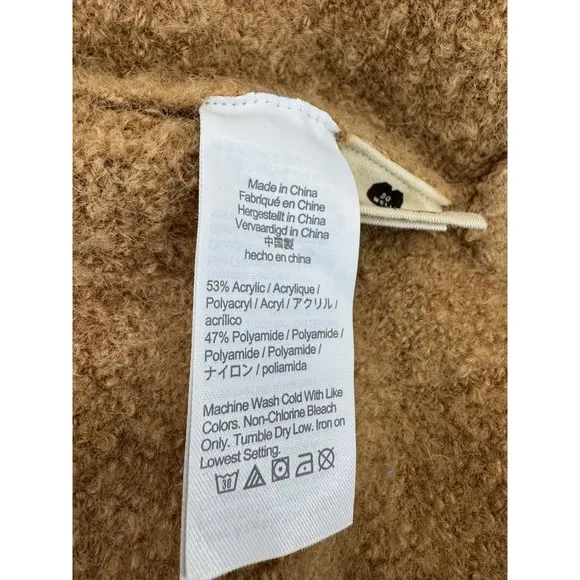 Made in China
Fabriqué en Chine
Hergestellt in China
Vervaardigd in China
中国製
hecho en china
53% Acrylic / Acrylique /
Polyacryl / Acryl / アクリル /
acrílico
47% Polyamide / Polyamide /
Polyamide / Polyamide /
ナイロン / poliamida
Machine Wash Cold With Like
Colors. Non-Chlorine Bleach
Only. Tumble Dry Low. Iron on
Lowest Setting.
30
DO
WELL